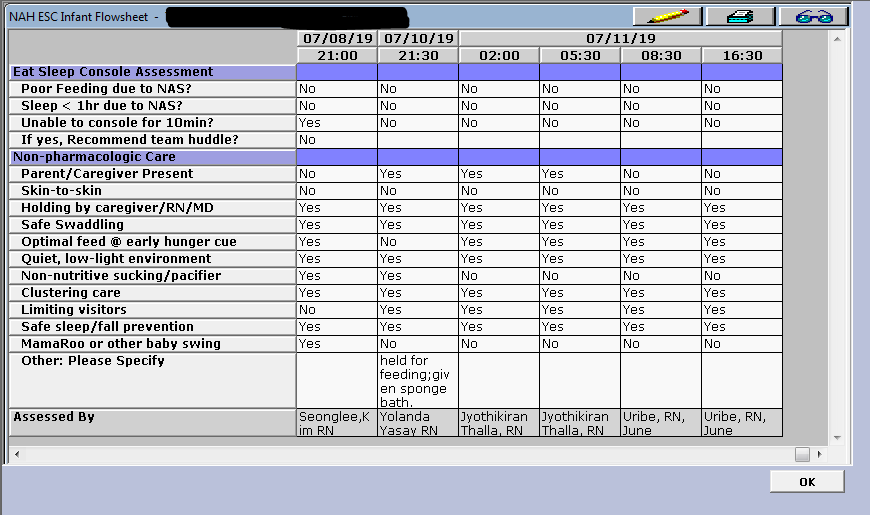 NAH ESC Infant Flowsheet -
07/08/19 07/10/19 07/11/19
21:00 21:30 02:00 05:30 08:30 16:30
Eat Sleep Console Assessment
Poor Feeding due to NAS? No No No No No No
Sleep < 1hr due to NAS? No No No No No No
Unable to console for 10min? Yes No No No No No
If yes, Recommend team huddle? No
Non-pharmacologic Care
Parent/Caregiver Present No Yes Yes Yes No No
Skin-to-skin No No No No No No
Holding by caregiver/RN/MD Yes Yes Yes Yes Yes Yes
Safe Swaddling Yes Yes Yes Yes Yes Yes
Optimal feed @ early hunger cue Yes No Yes Yes Yes Yes
Quiet, low-light environment Yes Yes Yes Yes Yes Yes
Non-nutritive sucking/pacifier Yes Yes No No No No
Clustering care Yes Yes Yes Yes Yes Yes
Limiting visitors No Yes Yes Yes Yes Yes
Safe sleep/fall prevention Yes Yes Yes Yes Yes Yes
MamaRoo or other baby swing Yes No No No No No
Other: Please Specify held for
feeding;giv
en sponge
bath.
Assessed By Seonglee,K Yolanda Jyothikiran Jyothikiran Uribe, RN, Uribe, RN,
im RN Yasay RN Thalla, RN Thalla, RN June June
OK